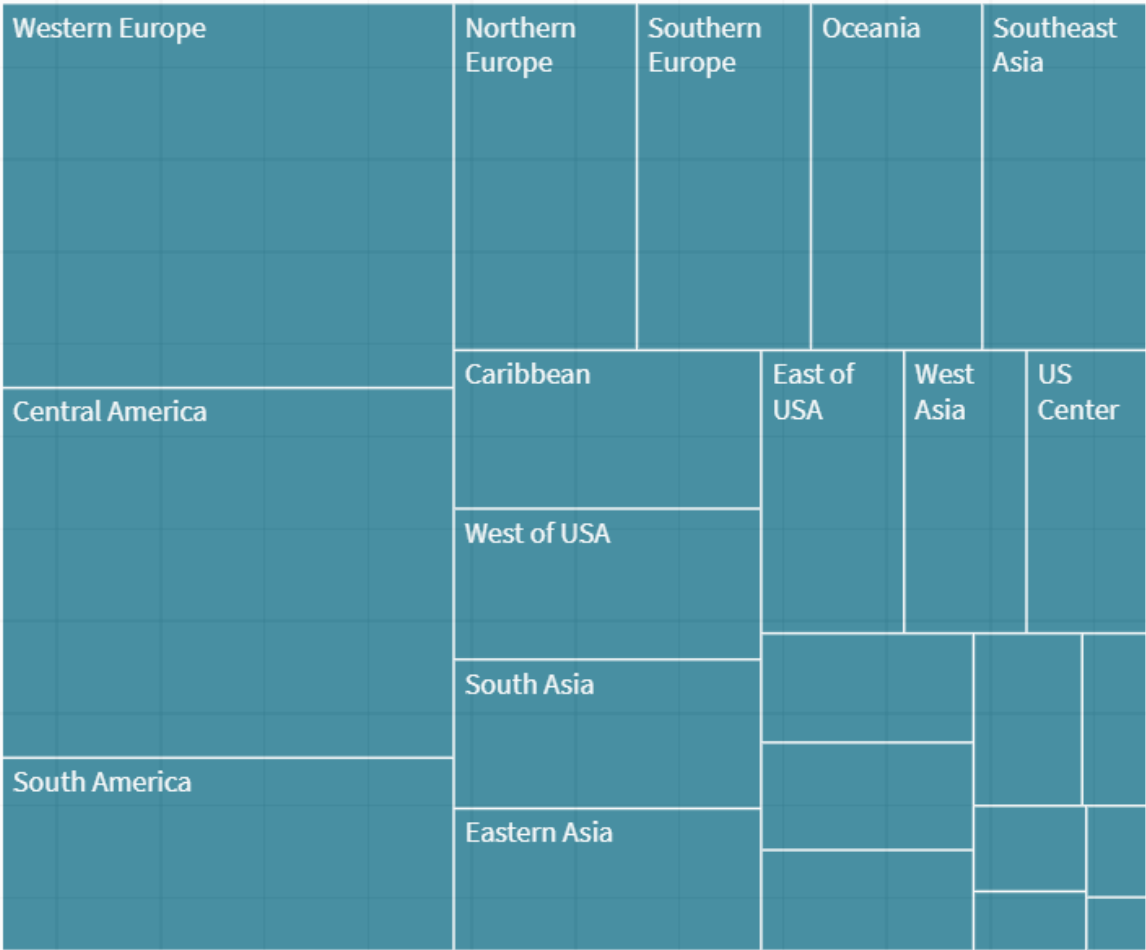 Western Europe
Northern
Europe
Southern
Europe
Oceania
Southeast
Asia
Central America
Caribbean
East of
USA
West
Asia
US
Center
West of USA
South Asia
South America
Eastern Asia